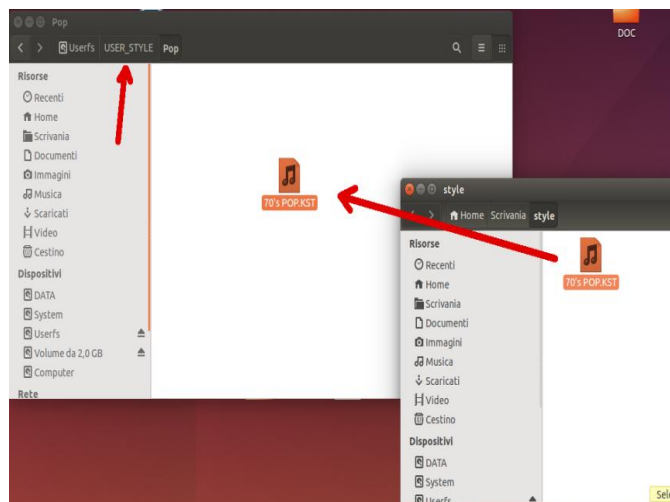 Pop
Userfs USER_STYLE Pop
Risorse
Recenti
Home
Scrivania
Documenti
Immagini
Musica
Scaricati
Video
Cestino
Dispositivi
DATA
System
Userfs
Volume da 2,0 GB
Computer
Rete
70's POP.KST
DOC
style
Home Scrivania style
Risorse
Recenti
Home
Scrivania
Documenti
Immagini
Musica
Scaricati
Video
Cestino
Dispositivi
DATA
System
Userfs
70's POP.KST